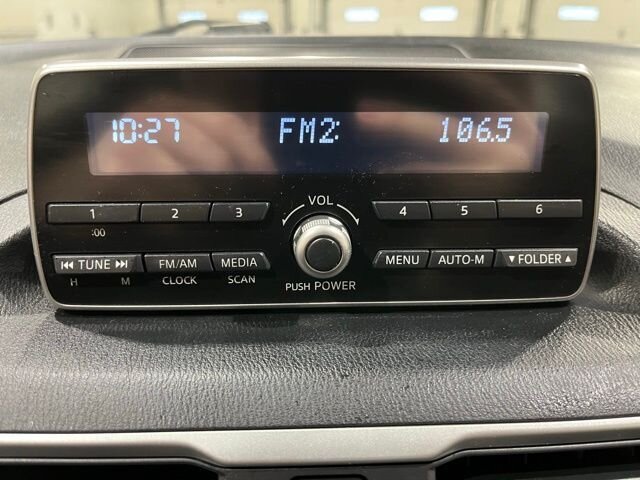 10:27 FM2: 106.5
VOL
1 2 3 4 5 6
:00
⏮ TUNE ⏭ FM/AM MEDIA MENU AUTO-M ▼ FOLDER ▲
H M CLOCK SCAN
PUSH POWER